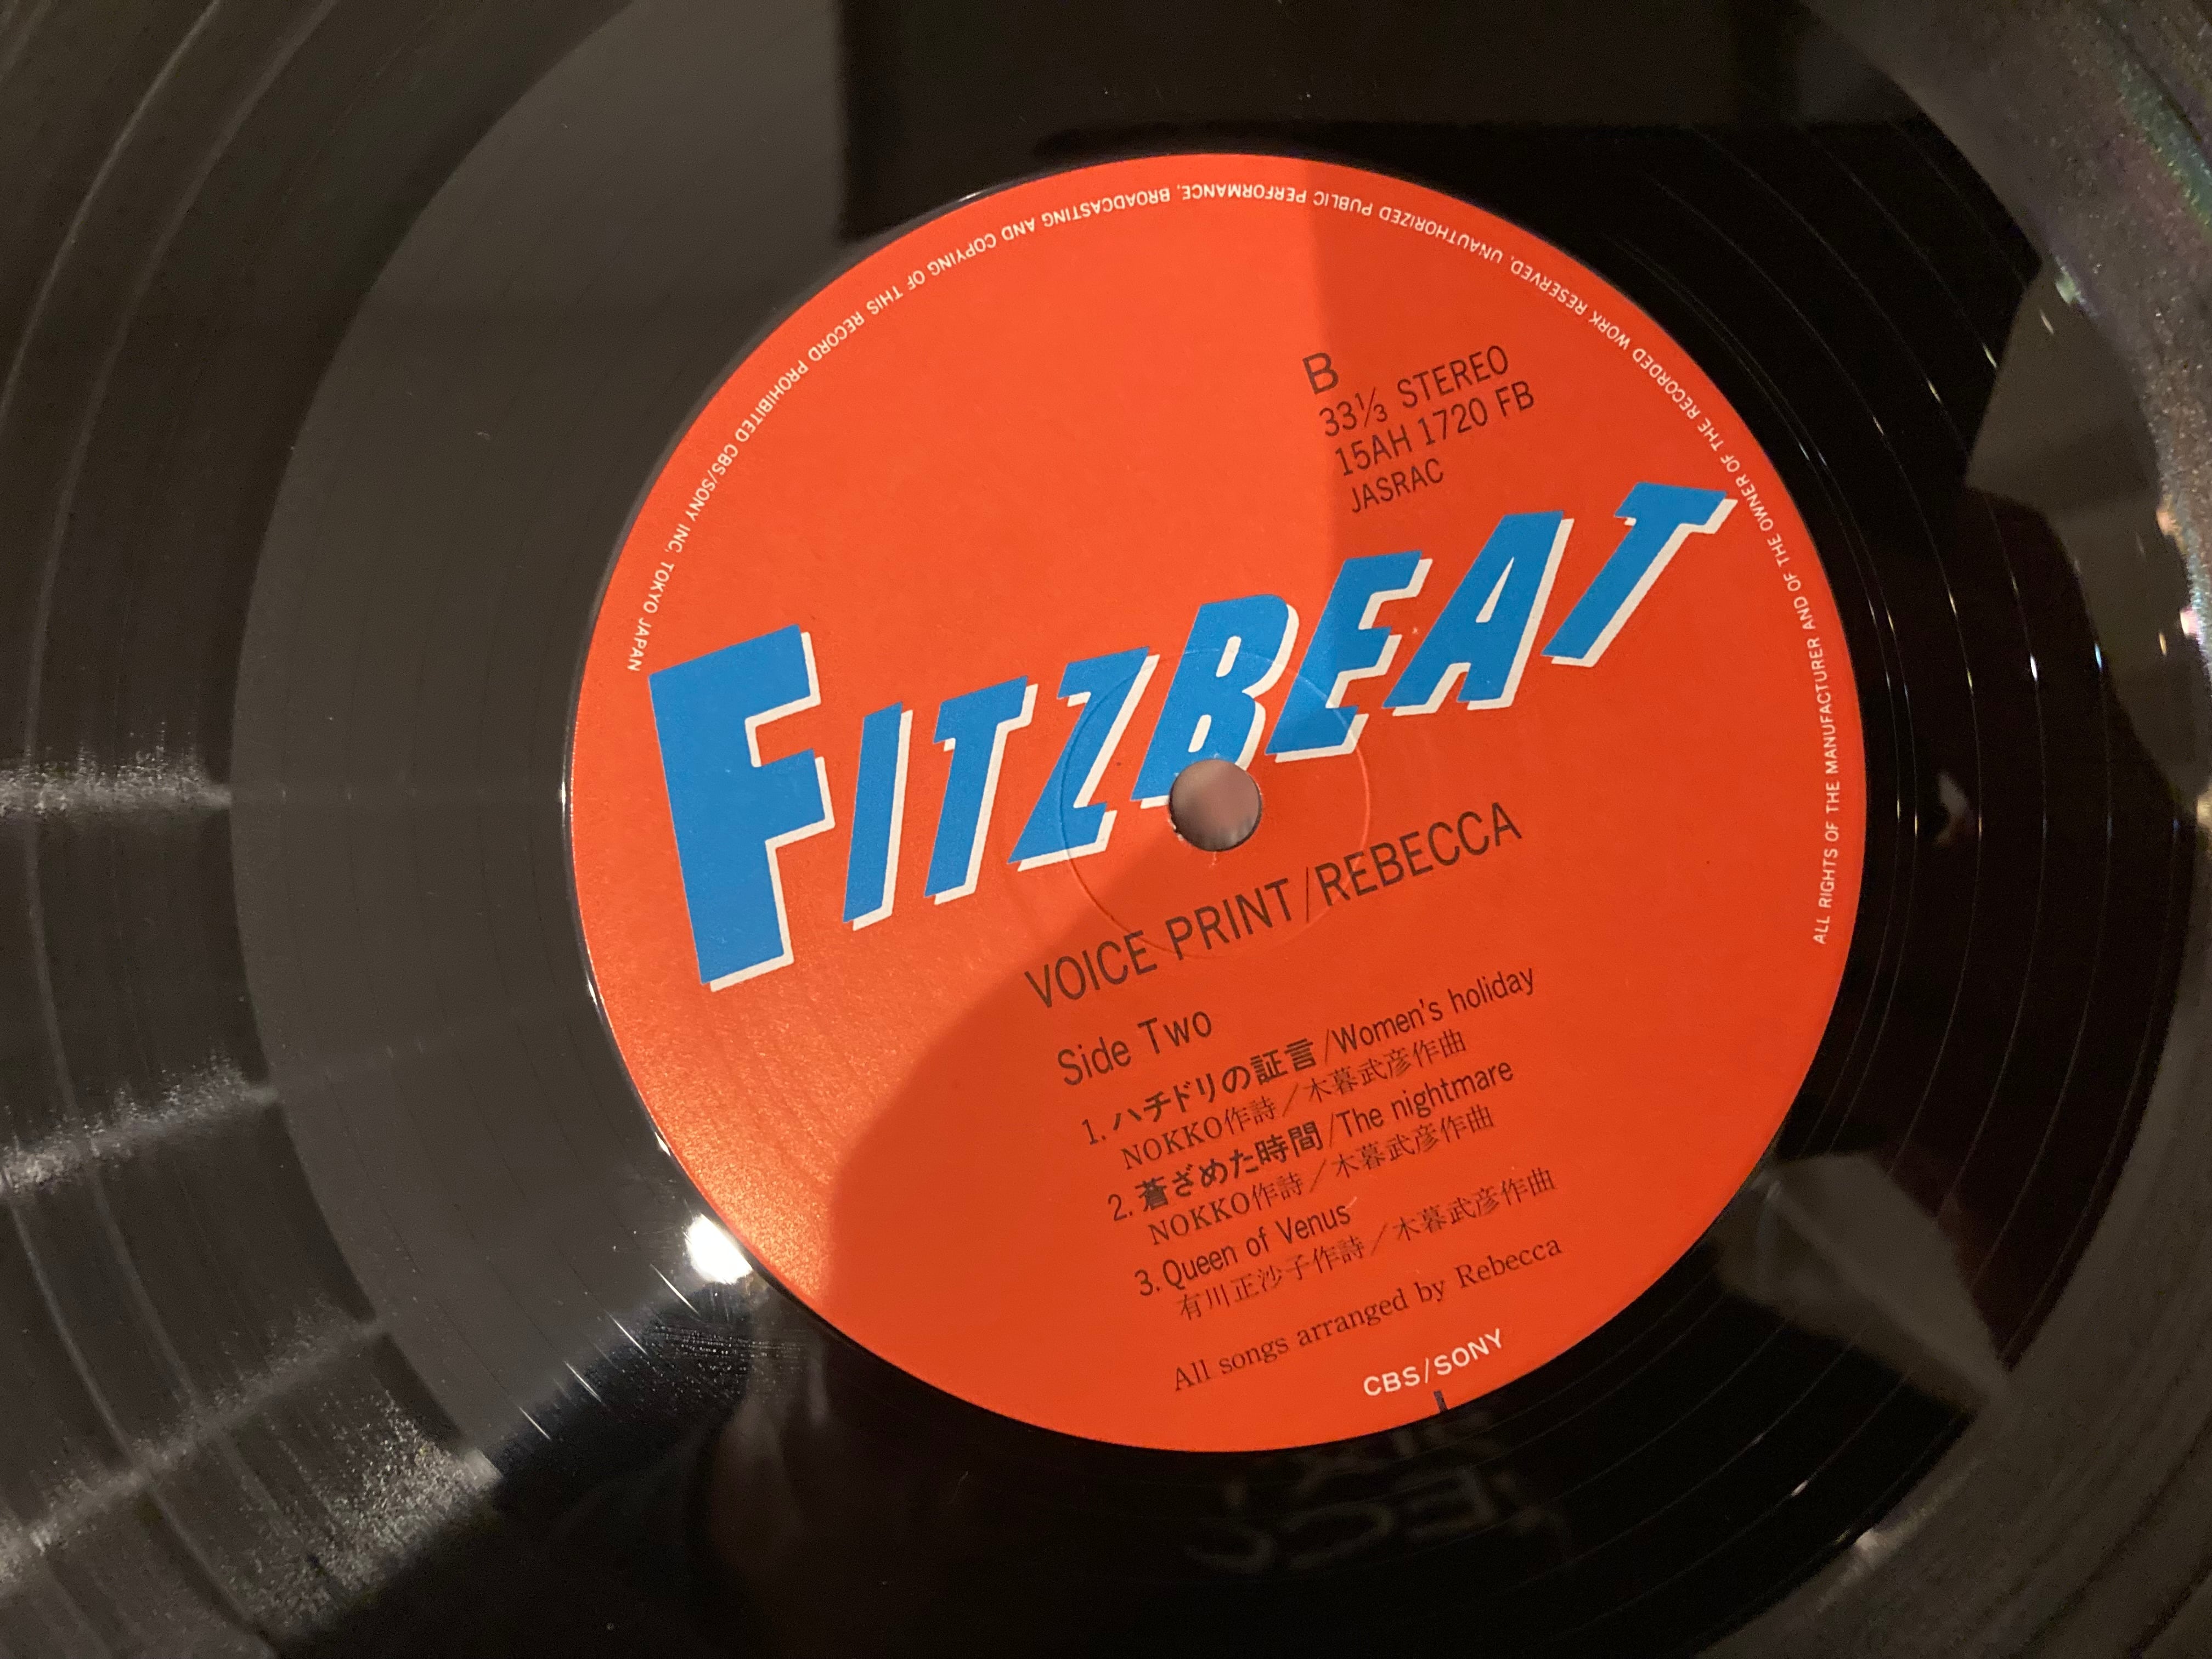 B
33⅓ STEREO
15AH 1720 FB
JASRAC
FITZBEAT
VOICE PRINT/REBECCA
Side Two
1. ハチドリの証言/Women's holiday
NOKKO作詩/木暮武彦作曲
2. 蒼ざめた時間/The nightmare
NOKKO作詩/木暮武彦作曲
3. Queen of Venus
有川正沙子作詩/木暮武彦作曲
All songs arranged by Rebecca
CBS/SONY
ALL RIGHTS OF THE MANUFACTURER AND OF THE OWNER OF THE RECORDED WORK RESERVED. UNAUTHORIZED PUBLIC PERFORMANCE, BROADCASTING AND COPYING OF THIS RECORD PROHIBITED CBS/SONY INC. TOKYO JAPAN